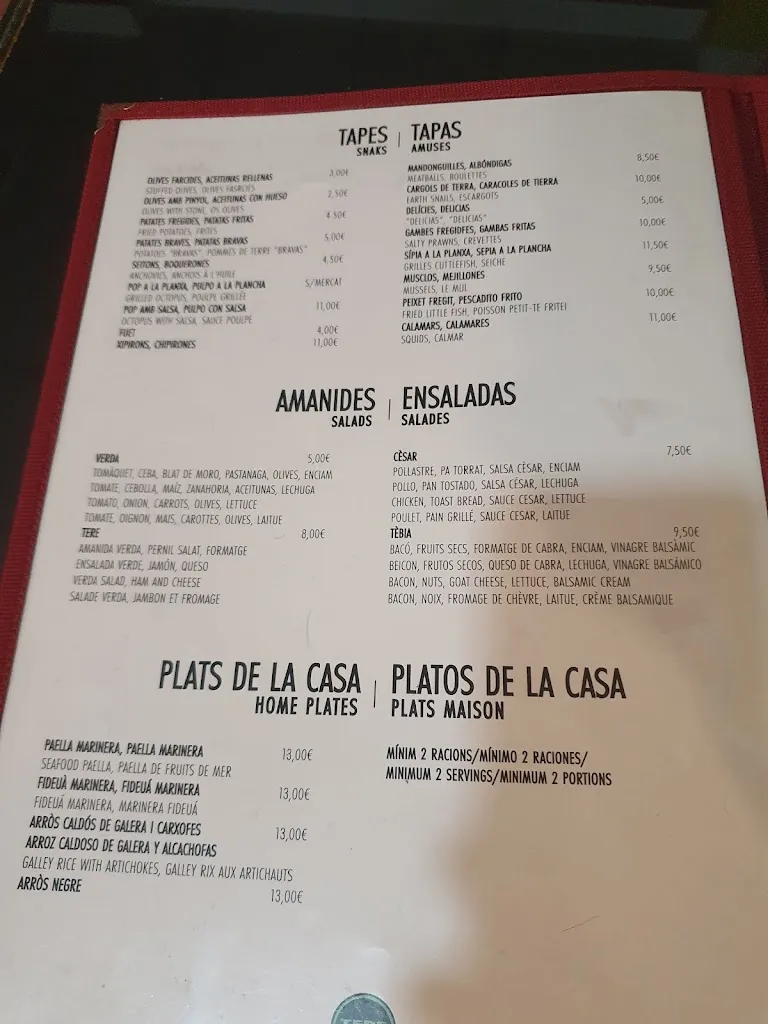 TAPES | TAPAS
SNAKS AMUSES
OLIVES FARCIDES, ACEITUNAS RELLENAS 3,00€
STUFFED OLIVES, OLIVES FASRCIES
OLIVES AMB PINYOL, ACEITUNAS CON HUESO 2,50€
OLIVES WITH STONE, OS OLIVES
PATATES FREGIDES, PATATAS FRITAS 4.50€
FRIED POTATOES, FRITES
PATATES BRAVES, PATATAS BRAVAS 5,00€
POTATOES "BRAVAS", POMMES DE TERRE "BRAVAS"
SEITONS, BOQUERONES 4,50€
ANCHOVIES, ANCHOIS À L'HUILE
POP A LA PLANXA, PULPO A LA PLANCHA S/MERCAT
GRILLED OCTOPUS, POULPE GRILLÉE
POP AMB SALSA, PULPO CON SALSA 11,00€
OCTOPUS WITH SALSA, SAUCE POULPE
FUET 4,00€
XIPIRONS, CHIPIRONES 11,00€
MANDONGUILLES, ALBÓNDIGAS 8,50€
MEATBALLS, BOULETTES
CARGOLS DE TERRA, CARACOLES DE TIERRA 10,00€
EARTH SNAILS, ESCARGOTS
DELÍCIES, DELICIAS 5,00€
"DELICIAS", "DELICIAS"
GAMBES FREGIDFES, GAMBAS FRITAS 10,00€
SALTY PRAWNS, CREVETTES
SÍPIA A LA PLANXA, SEPIA A LA PLANCHA 11,50€
GRILLES CUTTLEFISH, SEICHE
MUSCLOS, MEJILLONES 9,50€
MUSSELS, LE MUL
PEIXET FREGIT, PESCADITO FRITO 10,00€
FRIED LITTLE FISH, POISSON PETIT-TE FRITEI
CALAMARS, CALAMARES 11,00€
SQUIDS, CALMAR
AMANIDES | ENSALADAS
SALADS SALADES
VERDA 5,00€
TOMÀQUET, CEBA, BLAT DE MORO, PASTANAGA, OLIVES, ENCIAM
TOMATE, CEBOLLA, MAÍZ, ZANAHORIA, ACEITUNAS, LECHUGA
TOMATO, ONION, CARROTS, OLIVES, LETTUCE
TOMATE, OIGNON, MAIS, CAROTTES, OLIVES, LAITUE
TERE 8,00€
AMANIDA VERDA, PERNIL SALAT, FORMATGE
ENSALADA VERDE, JAMÓN, QUESO
VERDA SALAD, HAM AND CHEESE
SALADE VERDA, JAMBON ET FROMAGE
CÈSAR 7,50€
POLLASTRE, PA TORRAT, SALSA CÈSAR, ENCIAM
POLLO, PAN TOSTADO, SALSA CÉSAR, LECHUGA
CHICKEN, TOAST BREAD, SAUCE CESAR, LETTUCE
POULET, PAIN GRILLÉ, SAUCE CESAR, LAITUE
TÈBIA 9,50€
BACÓ, FRUITS SECS, FORMATGE DE CABRA, ENCIAM, VINAGRE BALSÀMIC
BEICON, FRUTOS SECOS, QUESO DE CABRA, LECHUGA, VINAGRE BALSÁMICO
BACON, NUTS, GOAT CHEESE, LETTUCE, BALSAMIC CREAM
BACON, NOIX, FROMAGE DE CHÈVRE, LAITUE, CRÈME BALSAMIQUE
PLATS DE LA CASA | PLATOS DE LA CASA
HOME PLATES PLATS MAISON
PAELLA MARINERA, PAELLA MARINERA 13,00€
SEAFOOD PAELLA, PAELLA DE FRUITS DE MER
FIDEUÀ MARINERA, FIDEUÁ MARINERA 13,00€
FIDEUÁ MARINERA, MARINERA FIDEUÁ
ARRÒS CALDÓS DE GALERA I CARXOFES 13,00€
ARROZ CALDOSO DE GALERA Y ALCACHOFAS
GALLEY RICE WITH ARTICHOKES, GALLEY RIX AUX ARTICHAUTS
ARRÒS NEGRE 13,00€
MÍNIM 2 RACIONS/MÍNIMO 2 RACIONES/
MINIMUM 2 SERVINGS/MINIMUM 2 PORTIONS
TERE